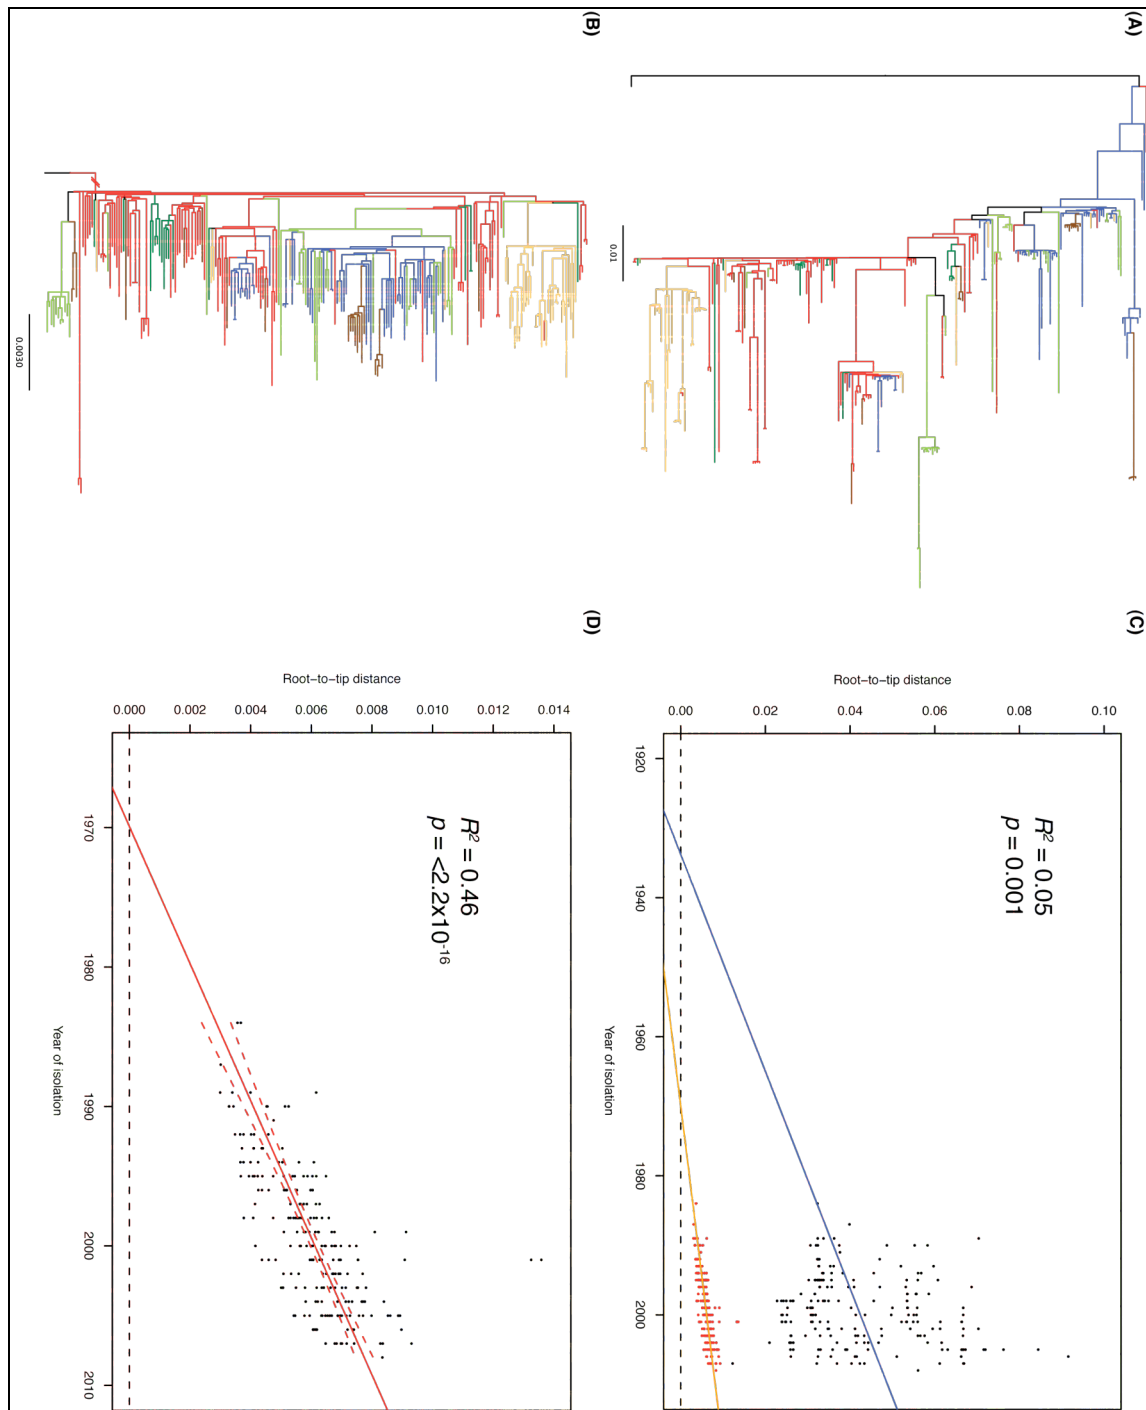 (A)
0.01
(B)
0.0030
(C)
Root−to−tip distance
0.10
0.08
0.06
0.04
0.02
0.00
R² = 0.05
p = 0.001
1920
1940
1960
1980
2000
Year of isolation
(D)
Root−to−tip distance
0.014
0.012
0.010
0.008
0.006
0.004
0.002
0.000
R² = 0.46
p = <2.2x10⁻¹⁶
1970
1980
1990
2000
2010
Year of isolation